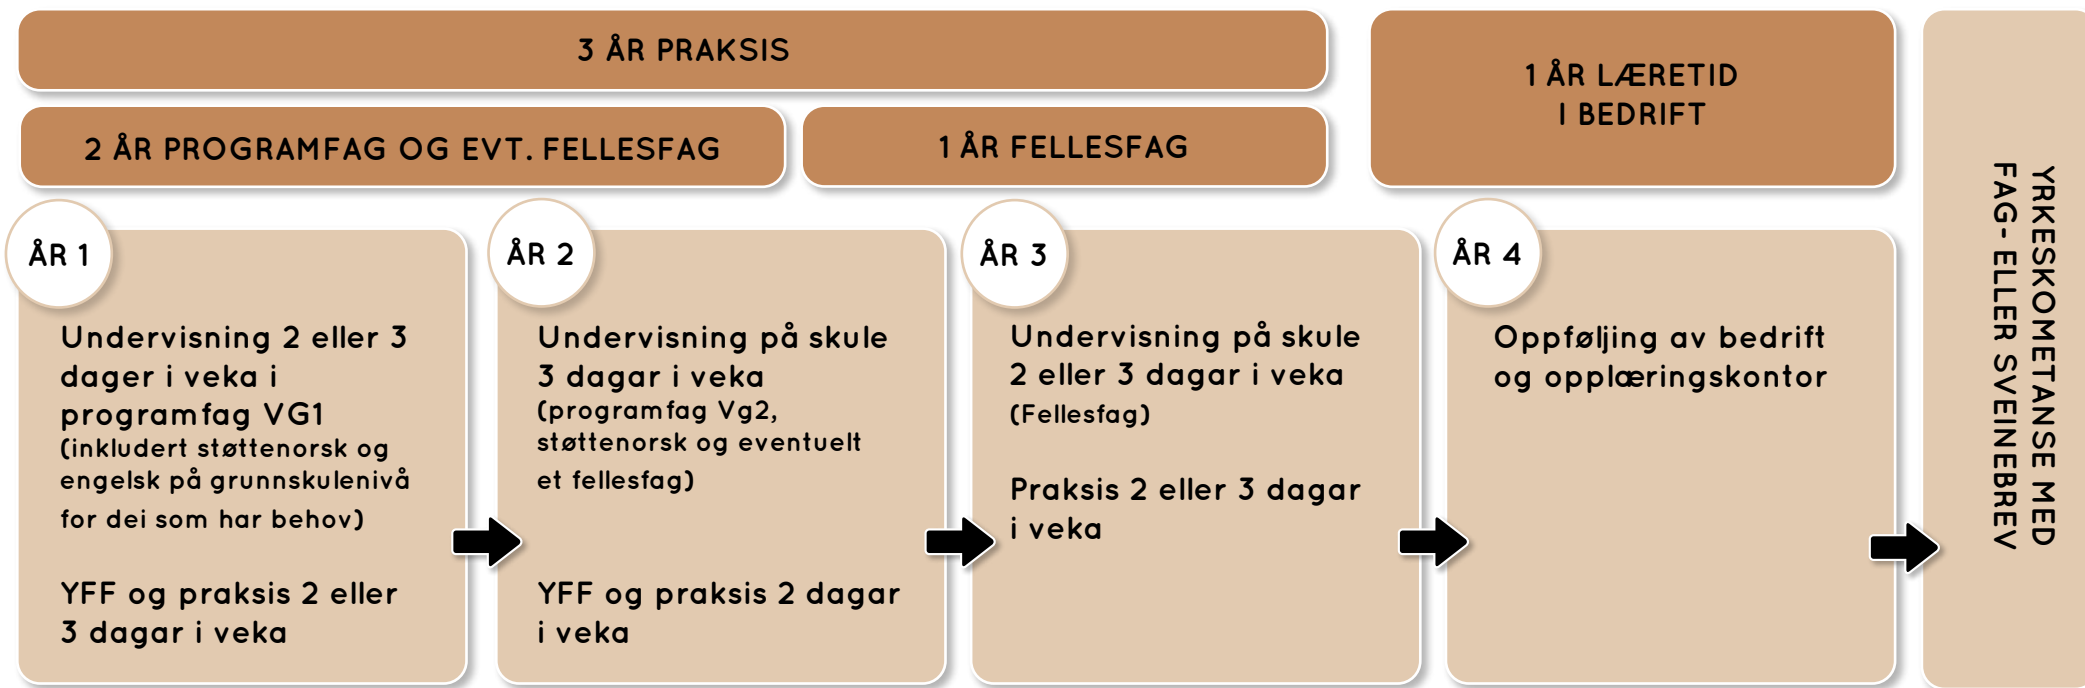 3 ÅR PRAKSIS
2 ÅR PROGRAMFAG OG EVT. FELLESFAG
1 ÅR FELLESFAG
1 ÅR LÆRETID
I BEDRIFT
ÅR 1
Undervisning 2 eller 3
dager i veka i
programfag VG1
(inkludert støttenorsk og
engelsk på grunnskulenivå
for dei som har behov)
YFF og praksis 2 eller
3 dagar i veka
ÅR 2
Undervisning på skule
3 dagar i veka
(programfag Vg2,
støttenorsk og eventuelt
et fellesfag)
YFF og praksis 2 dagar
i veka
ÅR 3
Undervisning på skule
2 eller 3 dagar i veka
(Fellesfag)
Praksis 2 eller 3 dagar
i veka
ÅR 4
Oppføljing av bedrift
og opplæringskontor
YRKESKOMETANSE MED
FAG- ELLER SVEINEBREV